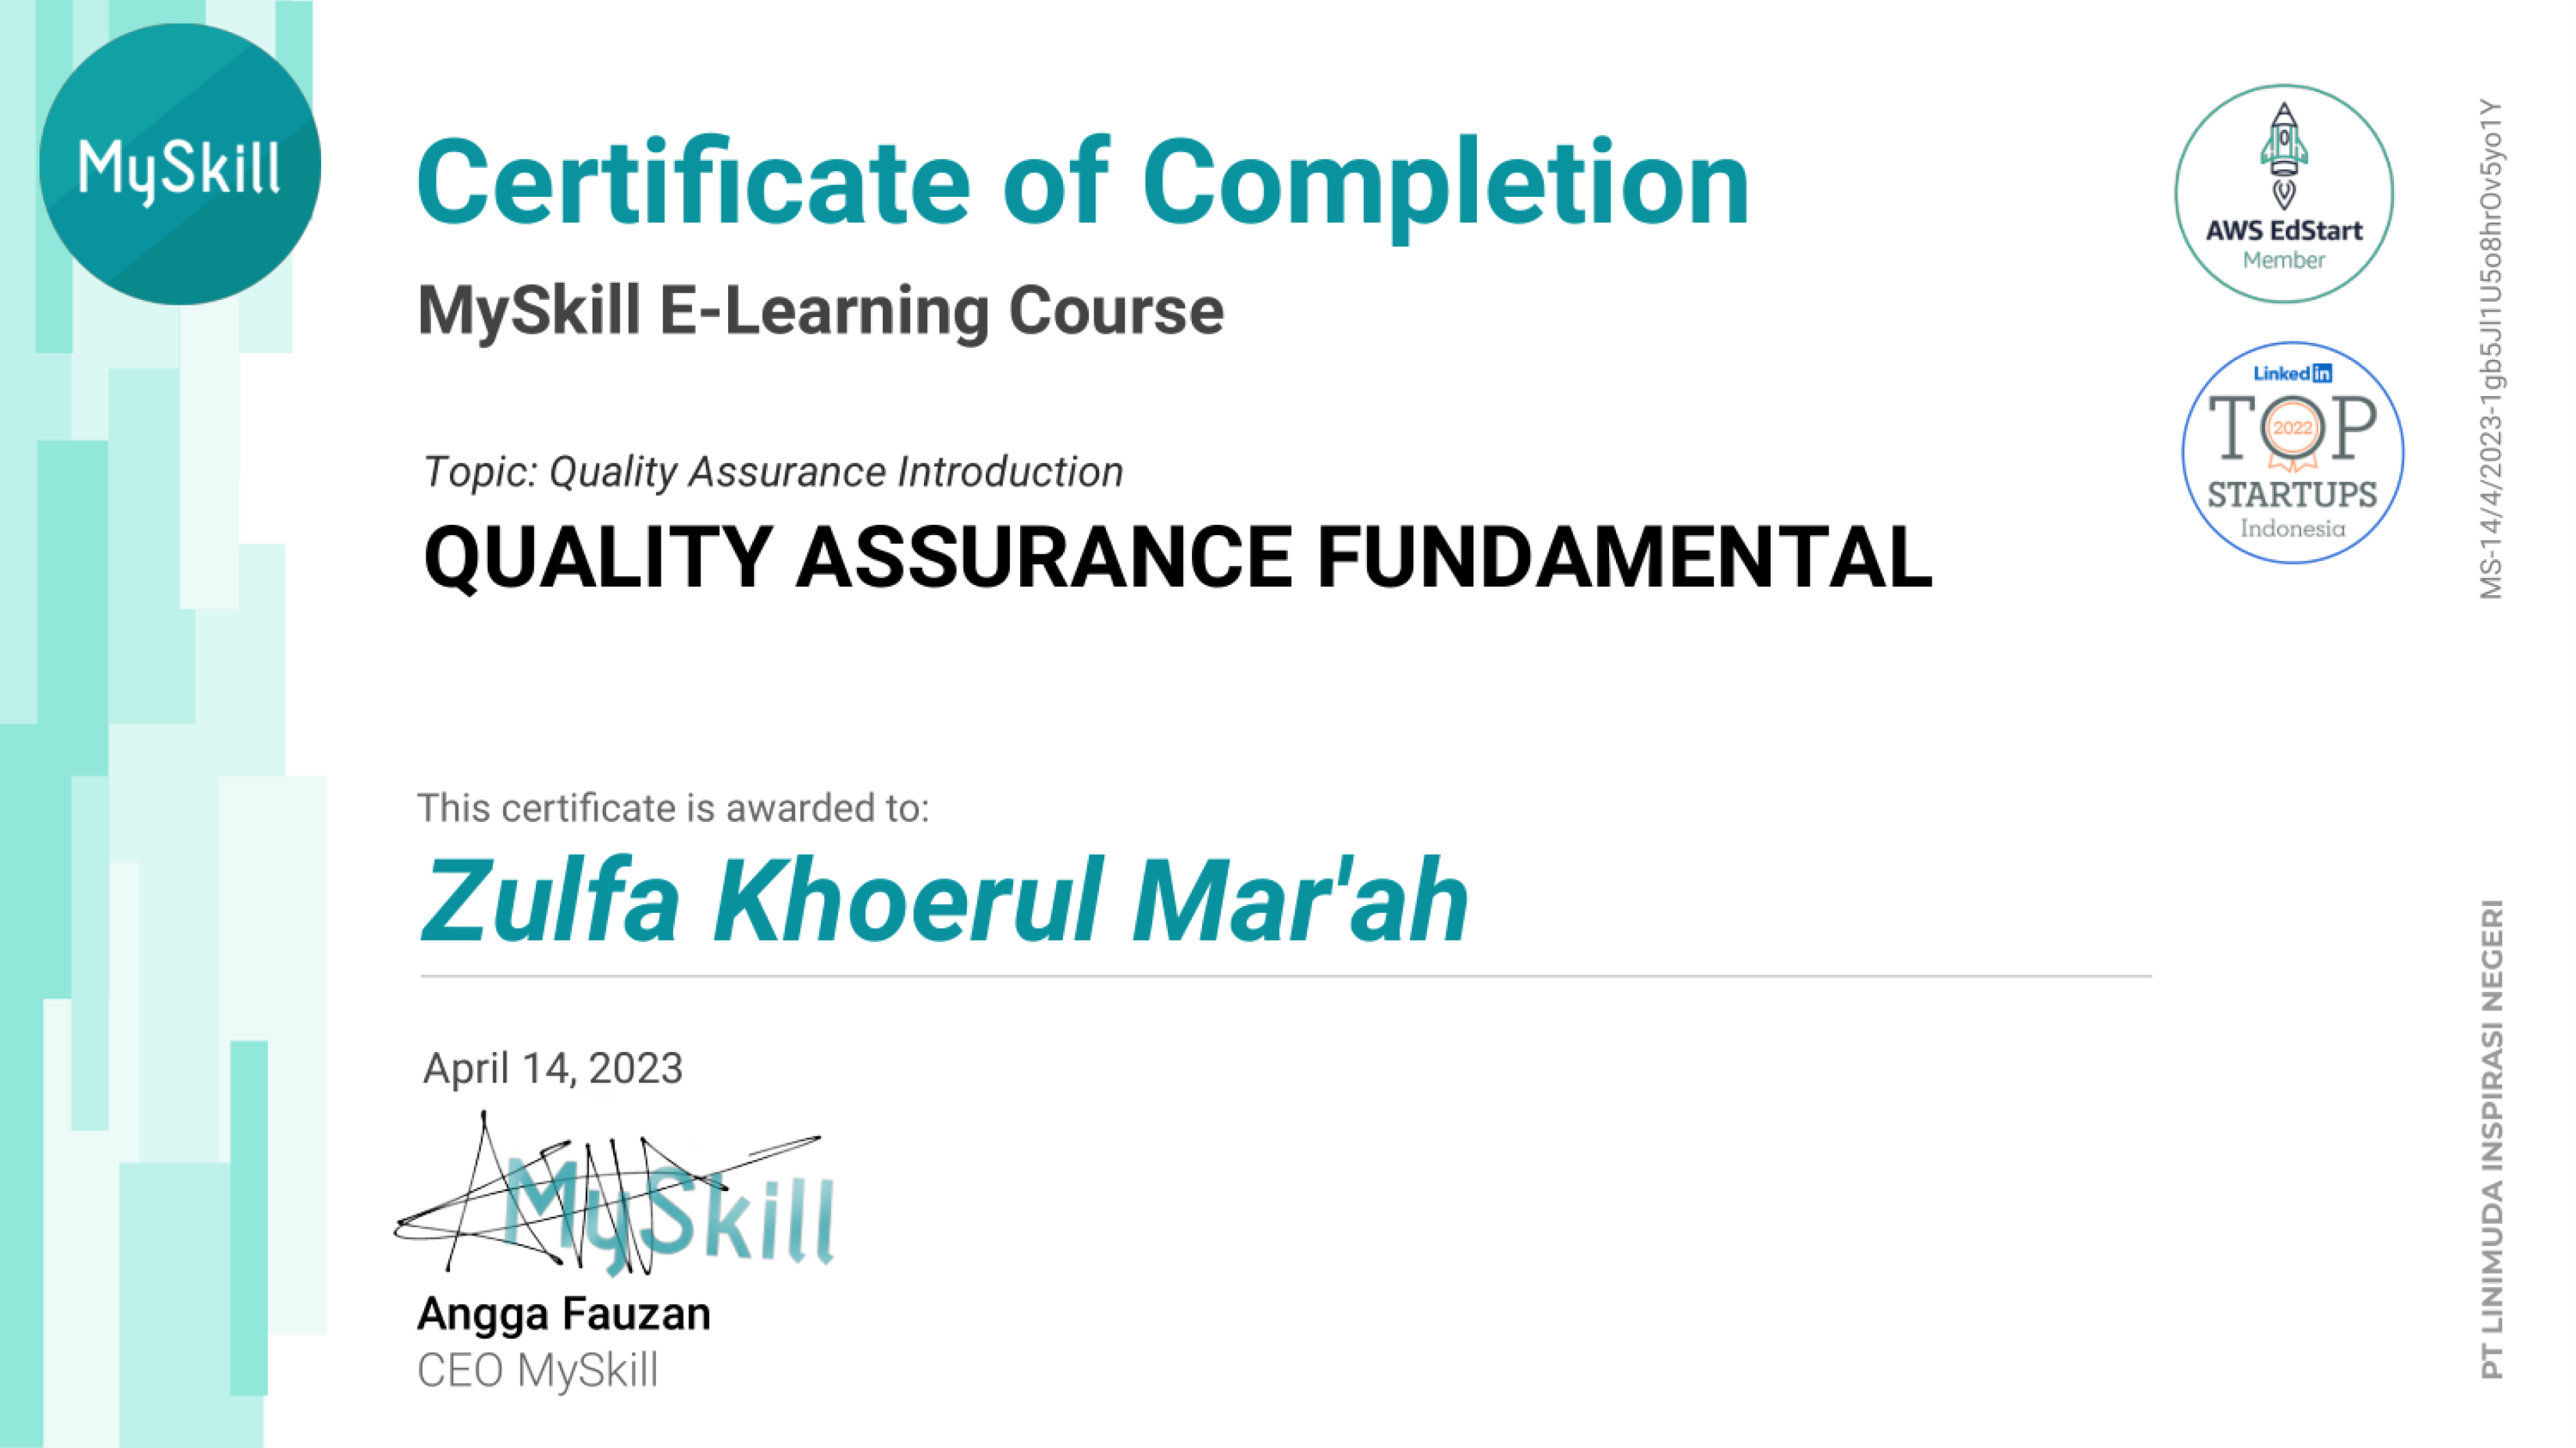 MySkill
Certificate of Completion
MySkill E-Learning Course
Topic: Quality Assurance Introduction
QUALITY ASSURANCE FUNDAMENTAL
This certificate is awarded to:
Zulfa Khoerul Mar'ah
April 14, 2023
MySkill
Angga Fauzan
CEO MySkill
AWS EdStart
Member
Linked in
TOP
2022
STARTUPS
Indonesia
MS-14/4/2023-1gb5Jl1U5o8hr0v5yo1Y
PT LINIMUDA INSPIRASI NEGERI